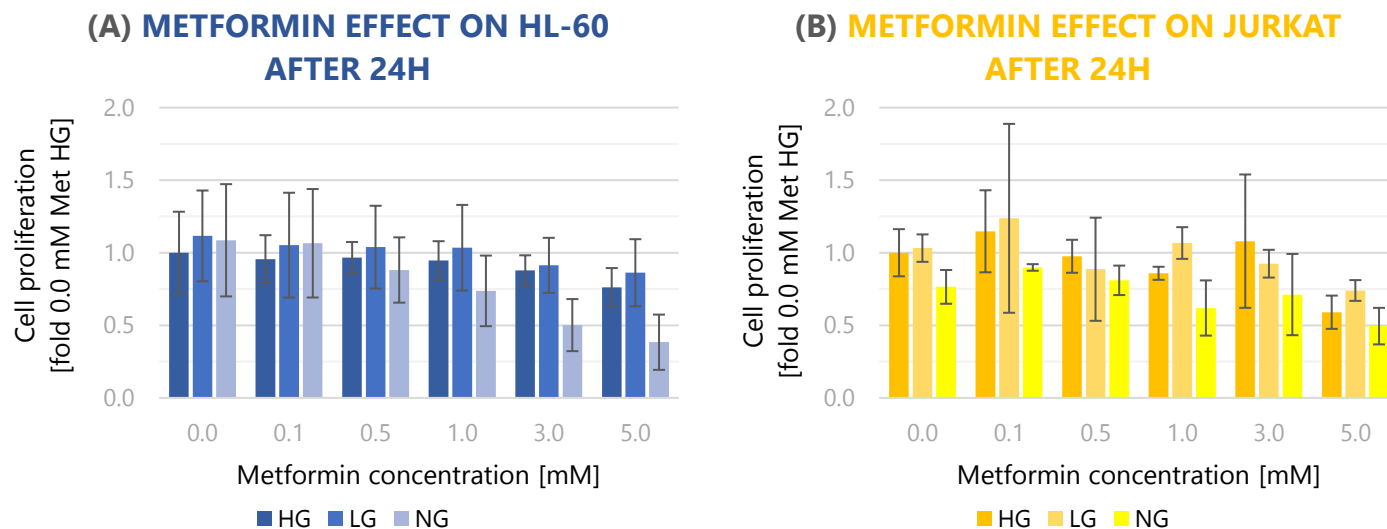 (A) METFORMIN EFFECT ON HL-60
AFTER 24H
2.0
1.5
1.0
0.5
0.0
Cell proliferation
[fold 0.0 mM Met HG]
0.0 0.1 0.5 1.0 3.0 5.0
Metformin concentration [mM]
HG LG NG
(B) METFORMIN EFFECT ON JURKAT
AFTER 24H
2.0
1.5
1.0
0.5
0.0
Cell proliferation
[fold 0.0 mM Met HG]
0.0 0.1 0.5 1.0 3.0 5.0
Metformin concentration [mM]
HG LG NG